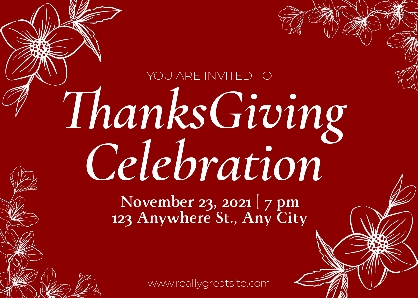 YOU ARE INVITED TO
ThanksGiving
Celebration
November 23, 2021 | 7 pm
123 Anywhere St., Any City
www.reallygreatsite.com